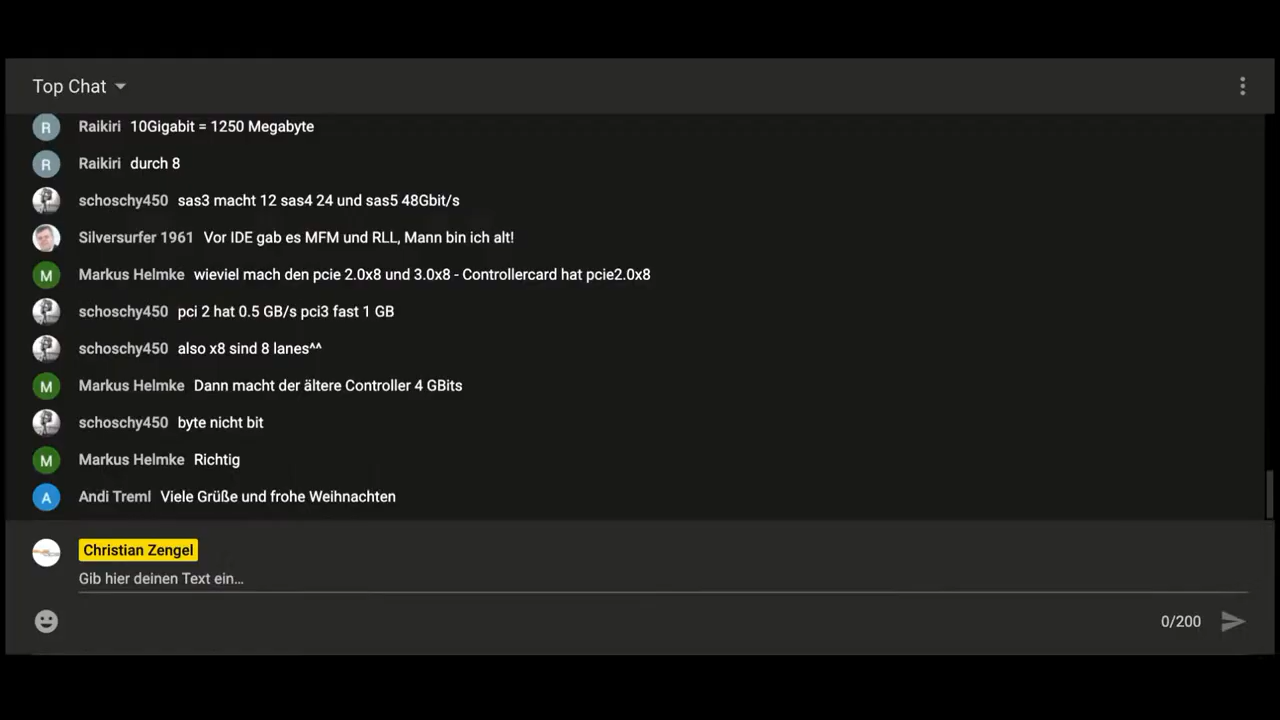 Top Chat
R Raikiri 10Gigabit = 1250 Megabyte
R Raikiri durch 8
schoschy450 sas3 macht 12 sas4 24 und sas5 48Gbit/s
Silversurfer 1961 Vor IDE gab es MFM und RLL, Mann bin ich alt!
M Markus Helmke wieviel mach den pcie 2.0x8 und 3.0x8 - Controllercard hat pcie2.0x8
schoschy450 pci 2 hat 0.5 GB/s pci3 fast 1 GB
schoschy450 also x8 sind 8 lanes^^
M Markus Helmke Dann macht der ältere Controller 4 GBits
schoschy450 byte nicht bit
M Markus Helmke Richtig
A Andi Treml Viele Grüße und frohe Weihnachten
Christian Zengel
Gib hier deinen Text ein...
0/200